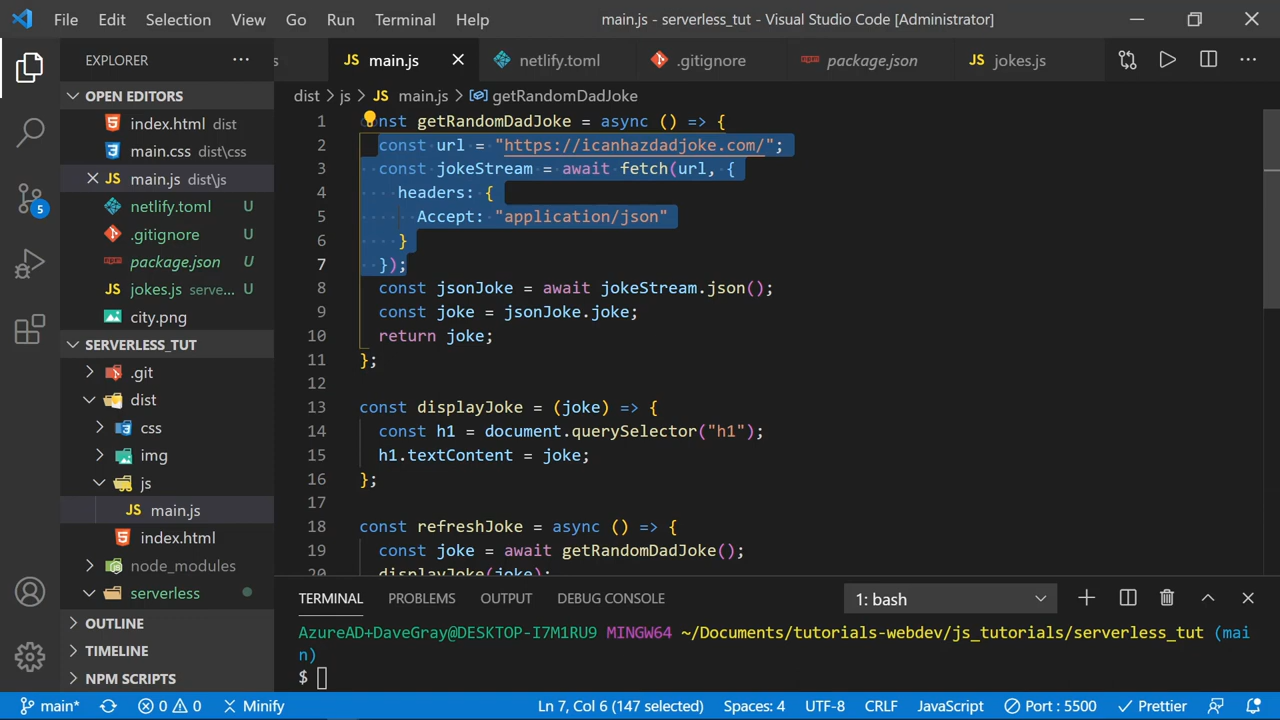 File Edit Selection View Go Run Terminal Help main.js - serverless_tut - Visual Studio Code [Administrator]
EXPLORER
s main.js netlify.toml .gitignore package.json jokes.js
OPEN EDITORS
index.html dist
main.css dist\css
main.js dist\js
netlify.toml U
.gitignore U
package.json U
jokes.js serve... U
city.png
5
SERVERLESS_TUT
.git
dist
css
img
js
main.js
index.html
node_modules
serverless
OUTLINE
TIMELINE
NPM SCRIPTS
dist > js > main.js > getRandomDadJoke
1 nst getRandomDadJoke = async () => {
2 const url = "https://icanhazdadjoke.com/";
3 const jokeStream = await fetch(url, {
4 headers: {
5 Accept: "application/json"
6 }
7 });
8 const jsonJoke = await jokeStream.json();
9 const joke = jsonJoke.joke;
10 return joke;
11 };
12
13 const displayJoke = (joke) => {
14 const h1 = document.querySelector("h1");
15 h1.textContent = joke;
16 };
17
18 const refreshJoke = async () => {
19 const joke = await getRandomDadJoke();
20 displayJoke(joke);
TERMINAL PROBLEMS OUTPUT DEBUG CONSOLE 1: bash
AzureAD+DaveGray@DESKTOP-I7M1RU9 MINGW64 ~/Documents/tutorials-webdev/js_tutorials/serverless_tut (mai
n)
$
main* 0 0 Minify Ln 7, Col 6 (147 selected) Spaces: 4 UTF-8 CRLF JavaScript Port : 5500 Prettier